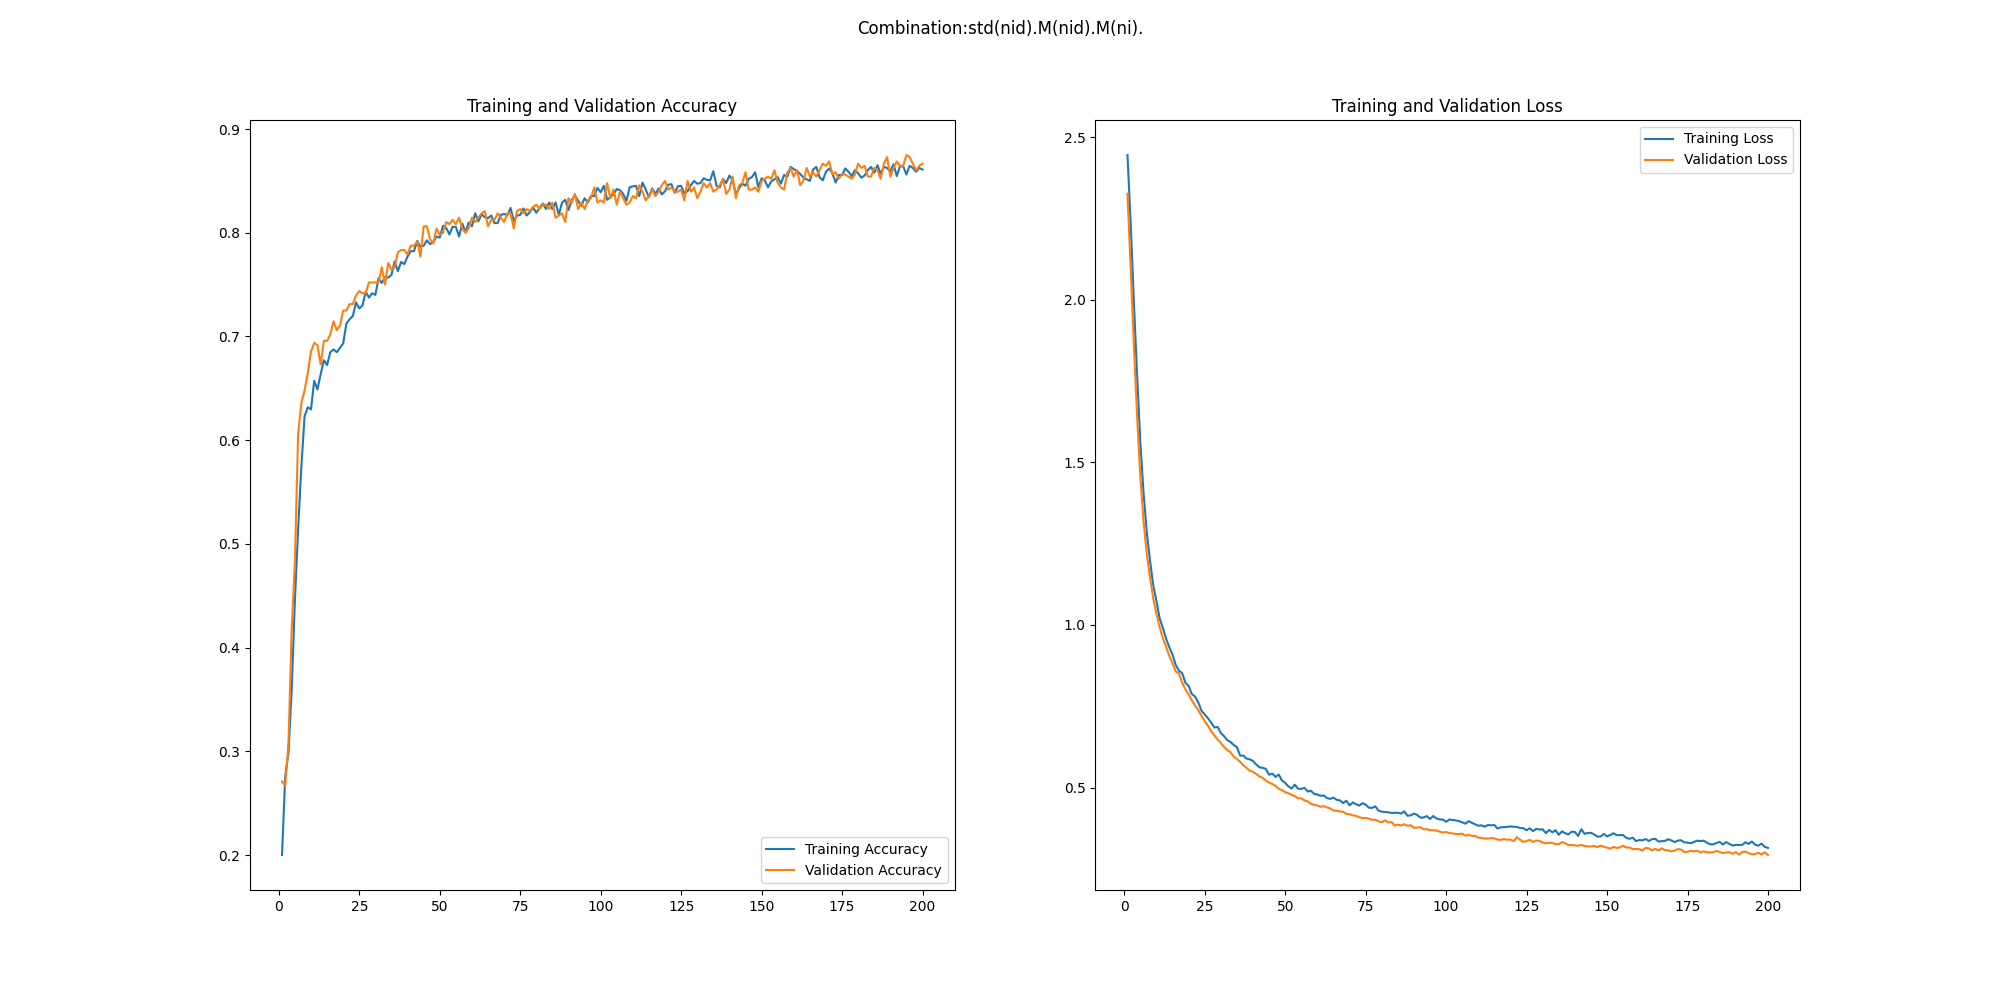 Combination:std(nid).M(nid).M(ni).
Training and Validation Accuracy
0.9
0.8
0.7
0.6
0.5
0.4
0.3
0.2
0 25 50 75 100 125 150 175 200
Training Accuracy
Validation Accuracy
Training and Validation Loss
2.5
2.0
1.5
1.0
0.5
0 25 50 75 100 125 150 175 200
Training Loss
Validation Loss